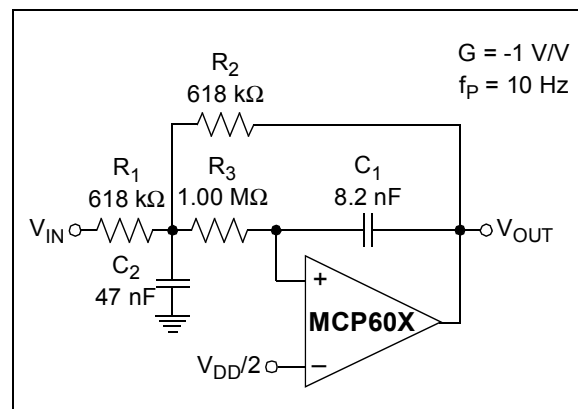 G = -1 V/V
f_P = 10 Hz
R_2
618 kΩ
R_1
618 kΩ
R_3
1.00 MΩ
C_1
8.2 nF
V_IN
V_OUT
C_2
47 nF
+
MCP60X
V_DD/2
−